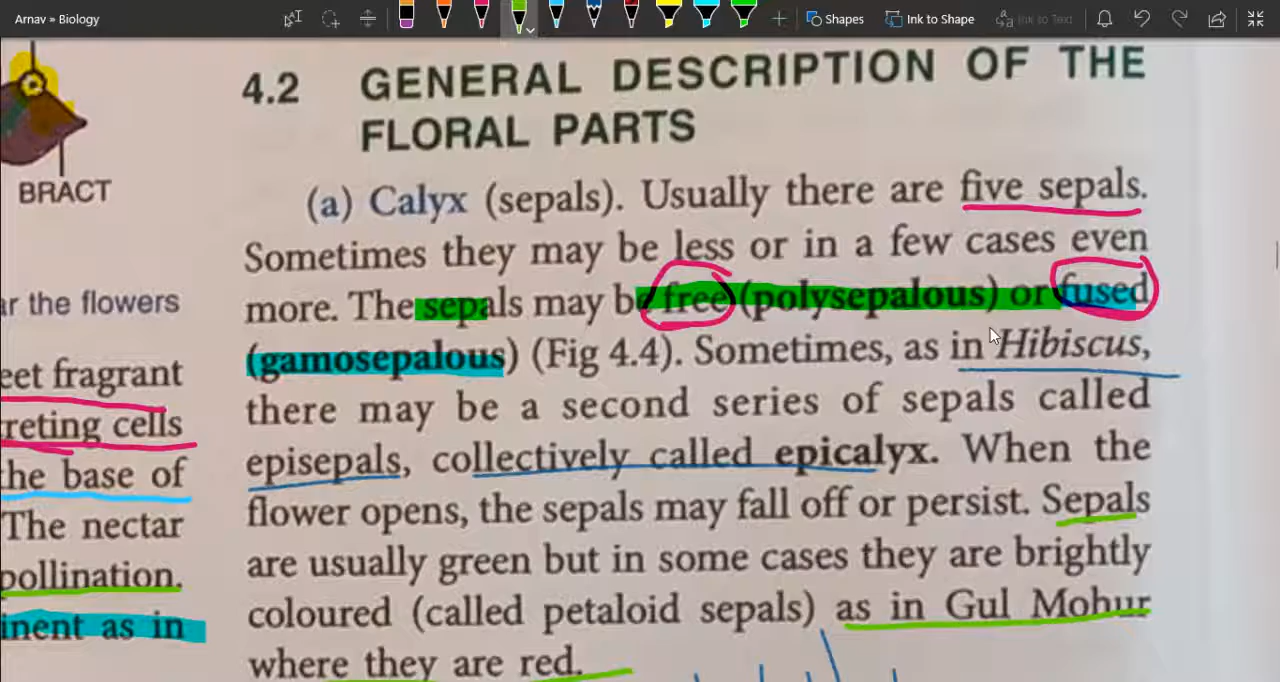 Arnav » Biology
Shapes
Ink to Shape
Ink to Text
4.2 GENERAL DESCRIPTION OF THE
FLORAL PARTS
BRACT
(a) Calyx (sepals). Usually there are five sepals.
Sometimes they may be less or in a few cases even
more. The sepals may be free (polysepalous) or fused
(gamosepalous) (Fig 4.4). Sometimes, as in Hibiscus,
there may be a second series of sepals called
episepals, collectively called epicalyx. When the
flower opens, the sepals may fall off or persist. Sepals
are usually green but in some cases they are brightly
coloured (called petaloid sepals) as in Gul Mohur
where they are red.
the flowers
fragrant
cells
the base of
The nectar
pollination.
as in